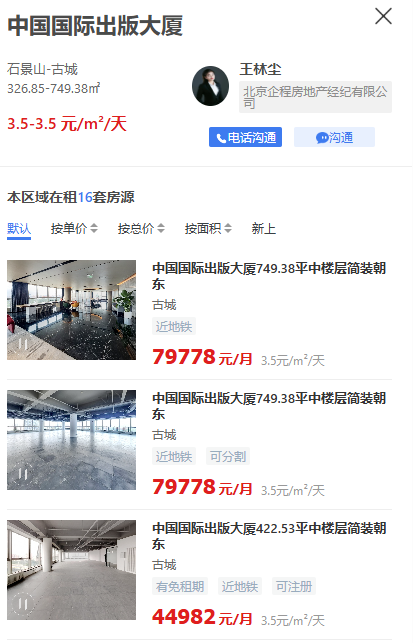 中国国际出版大厦
石景山-古城
326.85-749.38㎡
3.5-3.5 元/m²/天
王林尘
北京企程房地产经纪有限公司
电话沟通
沟通
本区域在租16套房源
默认 按单价 按总价 按面积 新上
中国国际出版大厦749.38平中楼层简装朝东
古城
近地铁
79778 元/月 3.5元/m²/天
中国国际出版大厦749.38平中楼层简装朝东
古城
近地铁 可分割
79778 元/月 3.5元/m²/天
中国国际出版大厦422.53平中楼层简装朝东
古城
有免租期 近地铁 可注册
44982 元/月 3.5元/m²/天